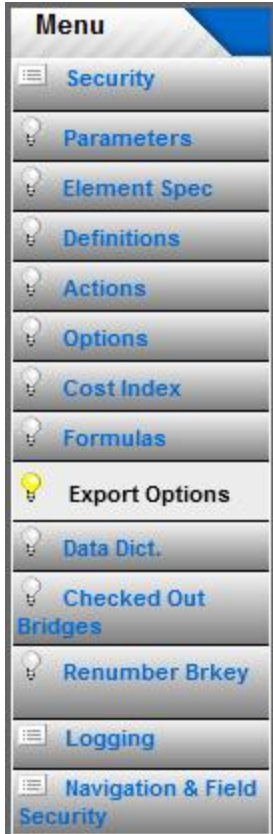 Menu
Security
Parameters
Element Spec
Definitions
Actions
Options
Cost Index
Formulas
Export Options
Data Dict.
Checked Out
Bridges
Renumber Brkey
Logging
Navigation & Field
Security